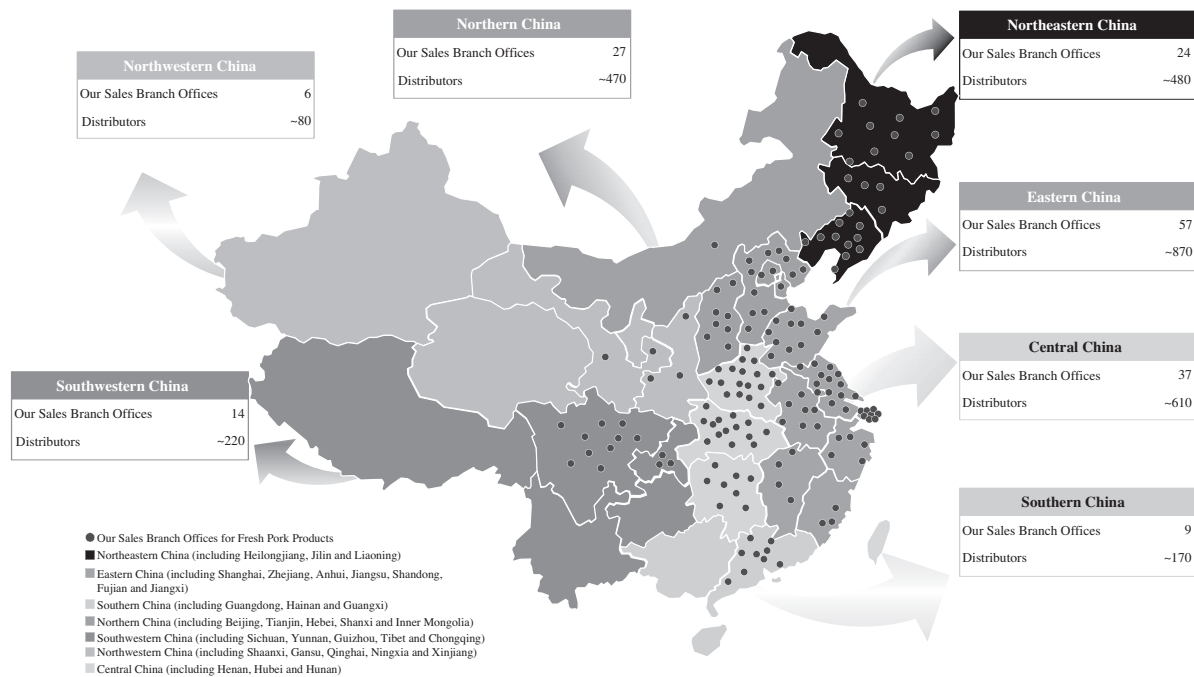 Northern China
Our Sales Branch Offices 27
Distributors ~470
Northeastern China
Our Sales Branch Offices 24
Distributors ~480
Northwestern China
Our Sales Branch Offices 6
Distributors ~80
Eastern China
Our Sales Branch Offices 57
Distributors ~870
Central China
Our Sales Branch Offices 37
Distributors ~610
Southwestern China
Our Sales Branch Offices 14
Distributors ~220
Southern China
Our Sales Branch Offices 9
Distributors ~170
Our Sales Branch Offices for Fresh Pork Products
Northeastern China (including Heilongjiang, Jilin and Liaoning)
Eastern China (including Shanghai, Zhejiang, Anhui, Jiangsu, Shandong,
Fujian and Jiangxi)
Southern China (including Guangdong, Hainan and Guangxi)
Northern China (including Beijing, Tianjin, Hebei, Shanxi and Inner Mongolia)
Southwestern China (including Sichuan, Yunnan, Guizhou, Tibet and Chongqing)
Northwestern China (including Shaanxi, Gansu, Qinghai, Ningxia and Xinjiang)
Central China (including Henan, Hubei and Hunan)